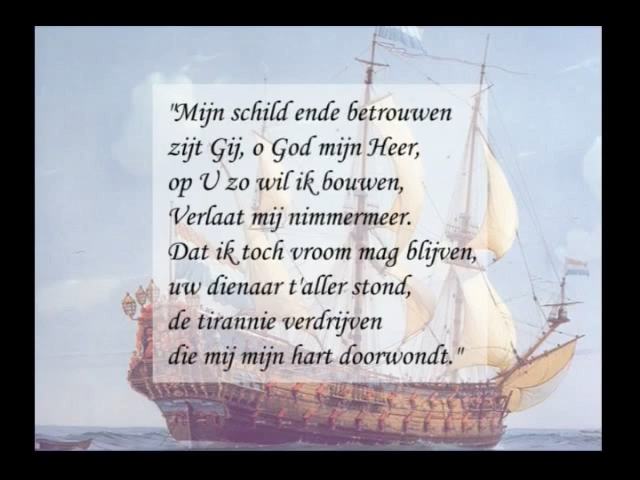 "Mijn schild ende betrouwen
zijt Gij, o God mijn Heer,
op U zo wil ik bouwen,
Verlaat mij nimmermeer.
Dat ik toch vroom mag blijven,
uw dienaar t'aller stond,
de tirannie verdrijven
die mij mijn hart doorwondt."